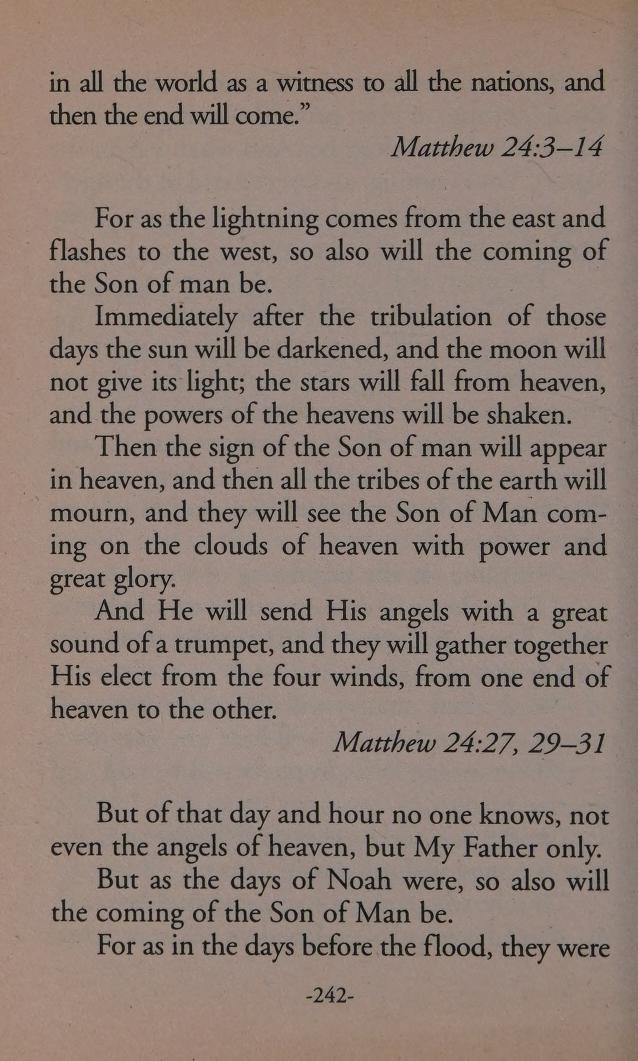 in all the world as a witness to all the nations, and
then the end will come.”
Matthew 24:3–14
For as the lightning comes from the east and
flashes to the west, so also will the coming of
the Son of man be.
Immediately after the tribulation of those
days the sun will be darkened, and the moon will
not give its light; the stars will fall from heaven,
and the powers of the heavens will be shaken.
Then the sign of the Son of man will appear
in heaven, and then all the tribes of the earth will
mourn, and they will see the Son of Man com-
ing on the clouds of heaven with power and
great glory.
And He will send His angels with a great
sound of a trumpet, and they will gather together
His elect from the four winds, from one end of
heaven to the other.
Matthew 24:27, 29–31
But of that day and hour no one knows, not
even the angels of heaven, but My Father only.
But as the days of Noah were, so also will
the coming of the Son of Man be.
For as in the days before the flood, they were
-242-